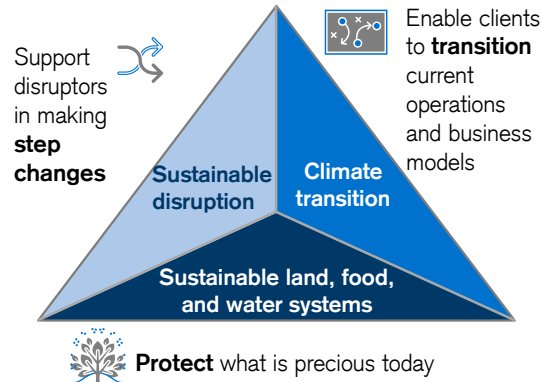 Support
disruptors
in making
step
changes
Enable clients
to transition
current
operations
and business
models
Sustainable
disruption
Climate
transition
Sustainable land, food,
and water systems
Protect what is precious today